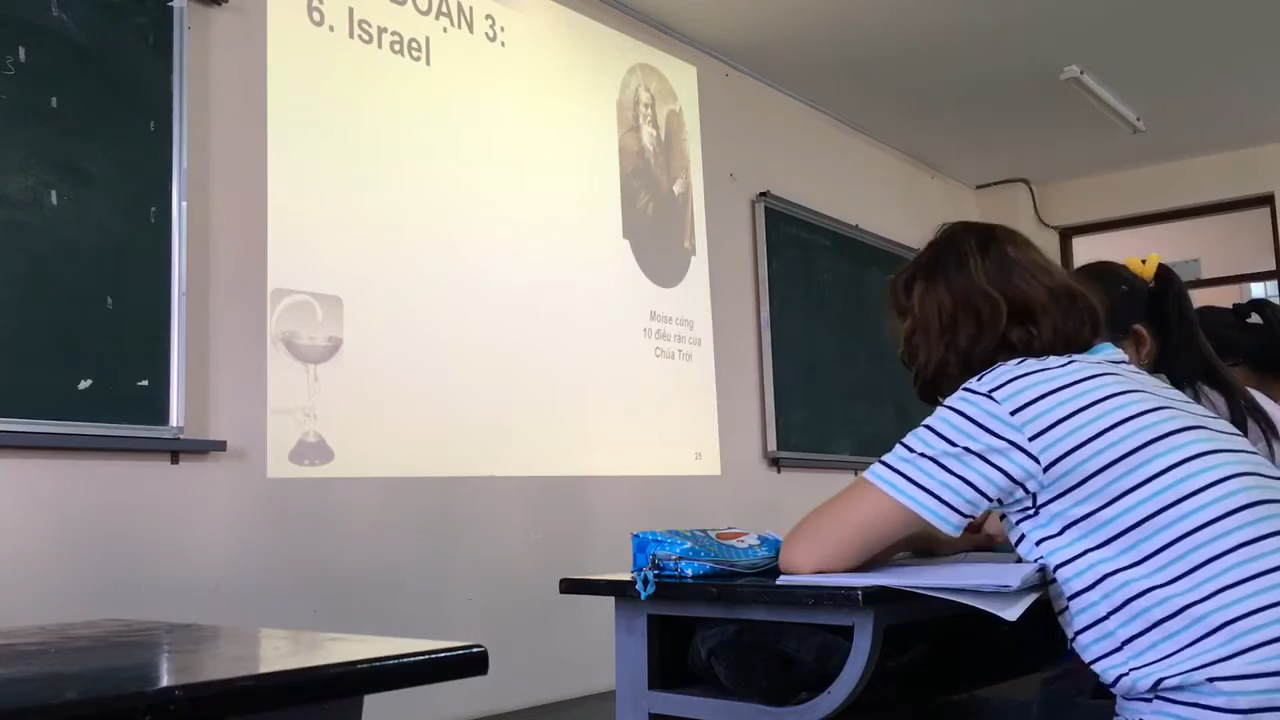 ĐOẠN 3:
6. Israel
Moise cùng
10 điều răn của
Chúa Trời
25